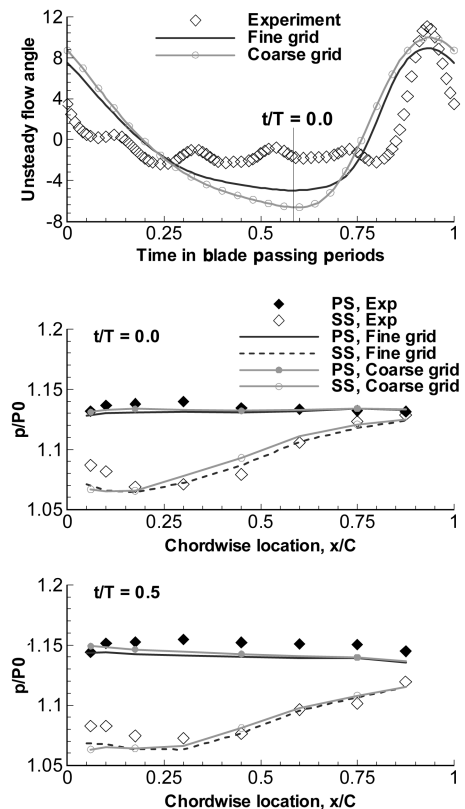 Experiment
Fine grid
Coarse grid
t/T = 0.0
12
8
4
0
-4
-8
Unsteady flow angle
0 0.25 0.5 0.75 1
Time in blade passing periods
PS, Exp
SS, Exp
PS, Fine grid
SS, Fine grid
PS, Coarse grid
SS, Coarse grid
t/T = 0.0
1.2
1.15
1.1
1.05
p/P0
0 0.25 0.5 0.75 1
Chordwise location, x/C
t/T = 0.5
1.2
1.15
1.1
1.05
p/P0
0 0.25 0.5 0.75 1
Chordwise location, x/C